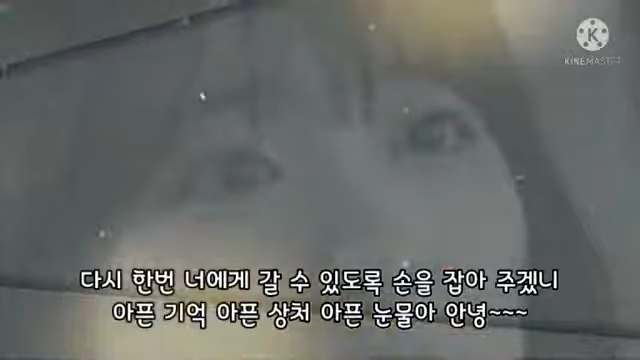 KINEMASTER
다시 한번 너에게 갈 수 있도록 손을 잡아 주겠니
아픈 기억 아픈 상처 아픈 눈물아 안녕~~~